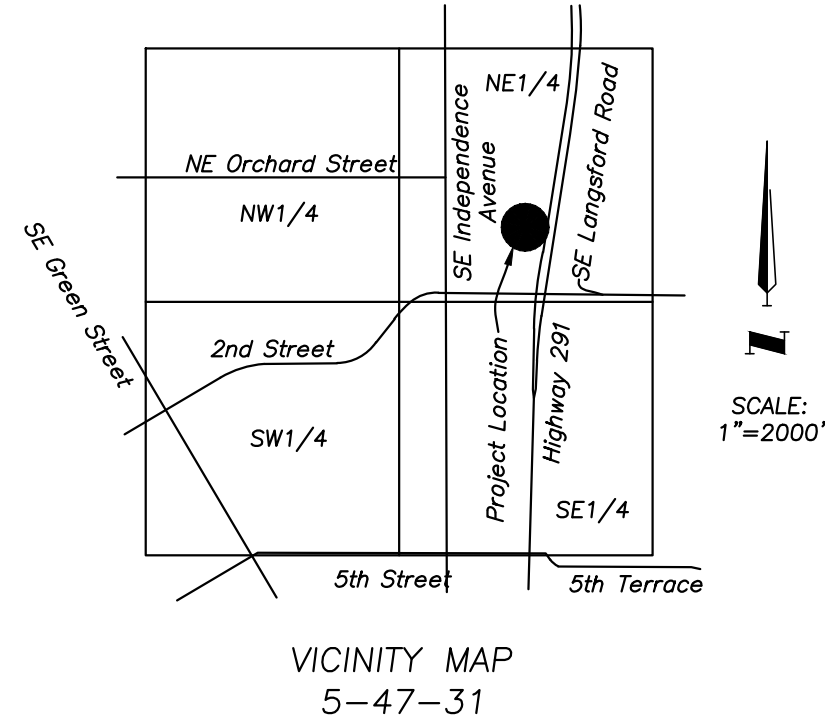 NE1/4
SE Independence
Avenue
SE Langsford Road
NE Orchard Street
NW1/4
SE Green Street
2nd Street
Project Location
Highway 291
N
SCALE:
1"=2000'
SW1/4
SE1/4
5th Street
5th Terrace
VICINITY MAP
5-47-31